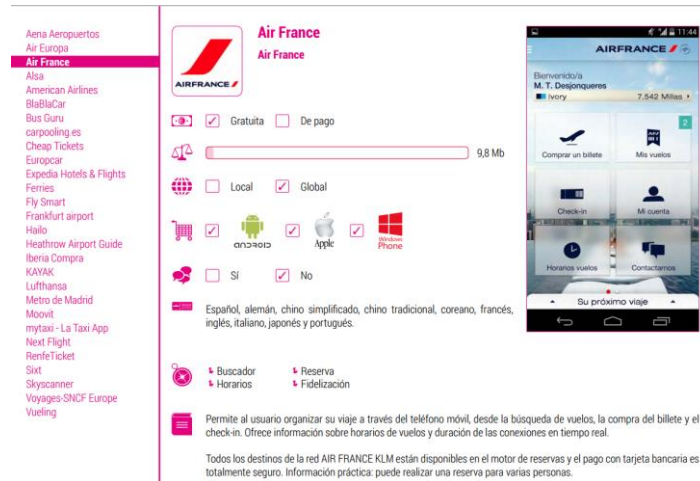 Aena Aeropuertos
Air Europa
Air France
Alsa
American Airlines
BlaBlaCar
Bus Guru
carpooling.es
Cheap Tickets
Europcar
Expedia Hotels & Flights
Ferries
Fly Smart
Frankfurt airport
Hailo
Heathrow Airport Guide
Iberia Compra
KAYAK
Lufthansa
Metro de Madrid
Moovit
mytaxi - La Taxi App
Next Flight
RenfeTicket
Sixt
Skyscanner
Voyages-SNCF Europe
Vueling
AIRFRANCE
Air France
Air France
Gratuita De pago
9,8 Mb
Local Global
ANDROID Apple Windows Phone
Sí No
Español, alemán, chino simplificado, chino tradicional, coreano, francés,
inglés, italiano, japonés y portugués.
Buscador Reserva
Horarios Fidelización
Permite al usuario organizar su viaje a través del teléfono móvil, desde la búsqueda de vuelos, la compra del billete y el
check-in. Ofrece información sobre horarios de vuelos y duración de las conexiones en tiempo real.
Todos los destinos de la red AIR FRANCE KLM están disponibles en el motor de reservas y el pago con tarjeta bancaria es
totalmente seguro. Información práctica: puede realizar una reserva para varias personas.
11:44
AIRFRANCE
Bienvenido/a
M. T. Desjonqueres
Ivory 7.542 Millas
2
Comprar un billete Mis vuelos
Check-in Mi cuenta
Horarios vuelos Contactarnos
Su próximo viaje